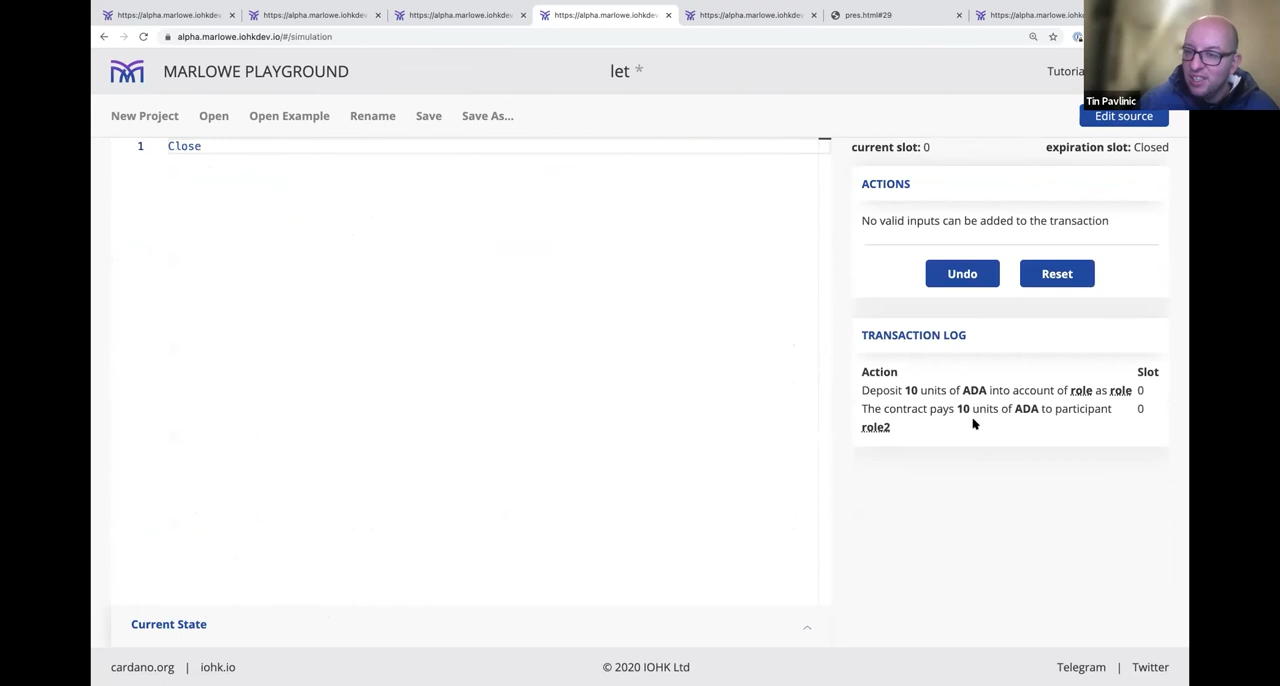 https://alpha.marlowe.iohkdev × https://alpha.marlowe.iohkdev × https://alpha.marlowe.iohkdev × https://alpha.marlowe.iohkdev × https://alpha.marlowe.iohkdev × pres.html#29 × https://alpha.marlowe.iohkde
alpha.marlowe.iohkdev.io/#/simulation
MARLOWE PLAYGROUND let * Tutoria
Tin Pavlinic
New Project Open Open Example Rename Save Save As... Edit source
1 Close
current slot: 0 expiration slot: Closed
ACTIONS
No valid inputs can be added to the transaction
Undo Reset
TRANSACTION LOG
Action Slot
Deposit 10 units of ADA into account of role as role 0
The contract pays 10 units of ADA to participant 0
role2
Current State
cardano.org | iohk.io © 2020 IOHK Ltd Telegram | Twitter